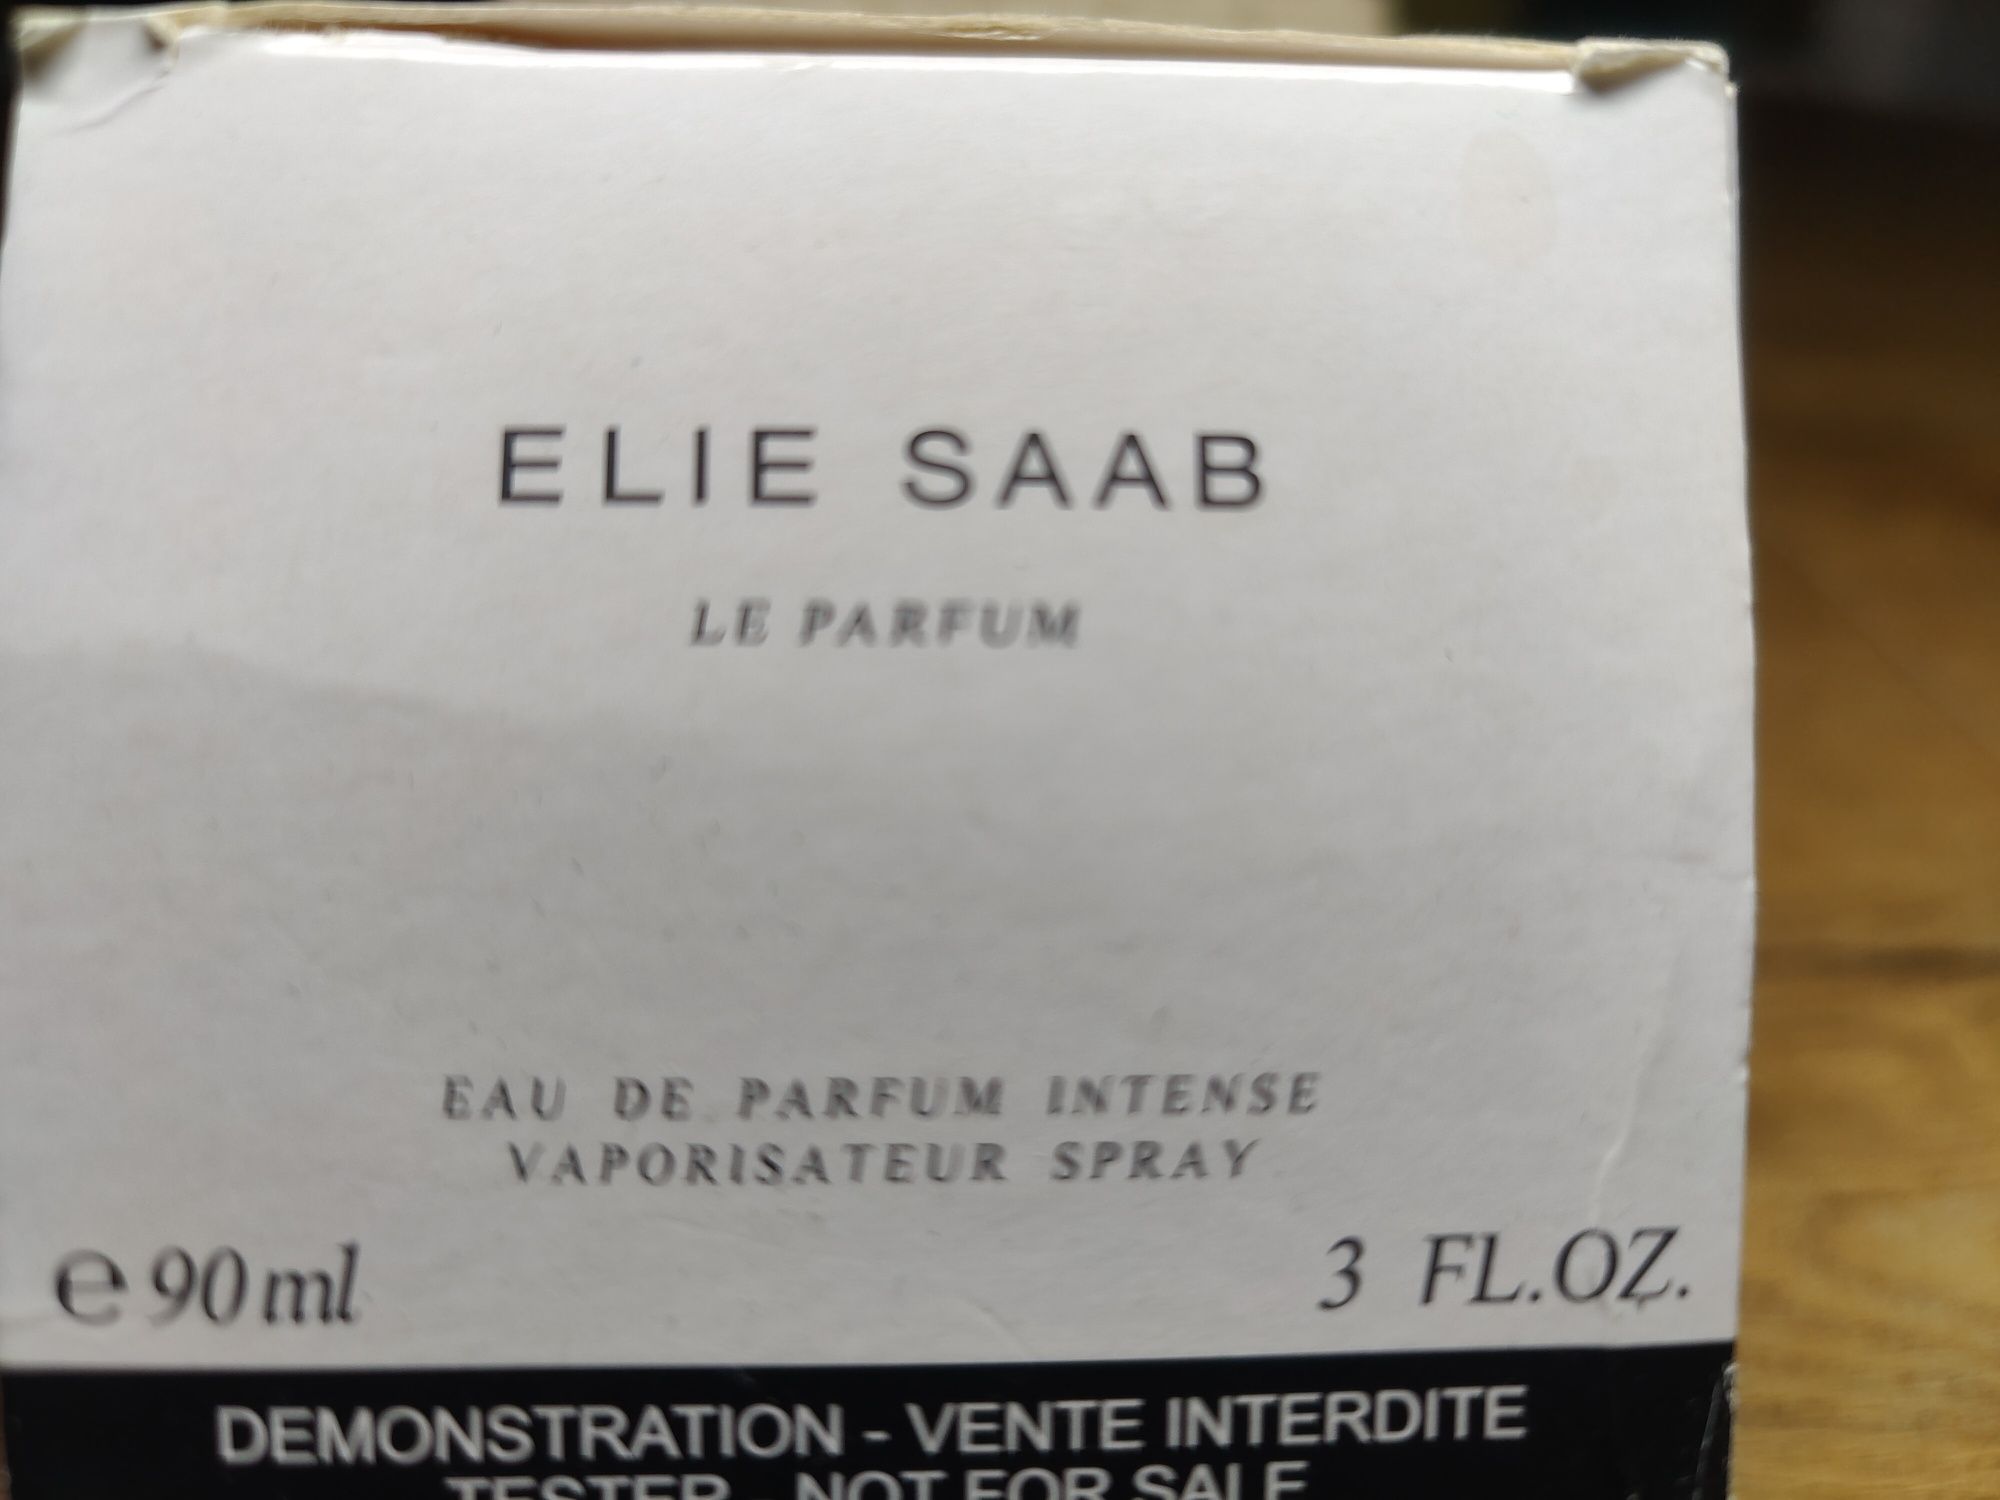 ELIE SAAB
LE PARFUM
EAU DE PARFUM INTENSE
VAPORISATEUR SPRAY
℮ 90 ml 3 FL.OZ.
DEMONSTRATION - VENTE INTERDITE
TESTER NOT FOR SALE